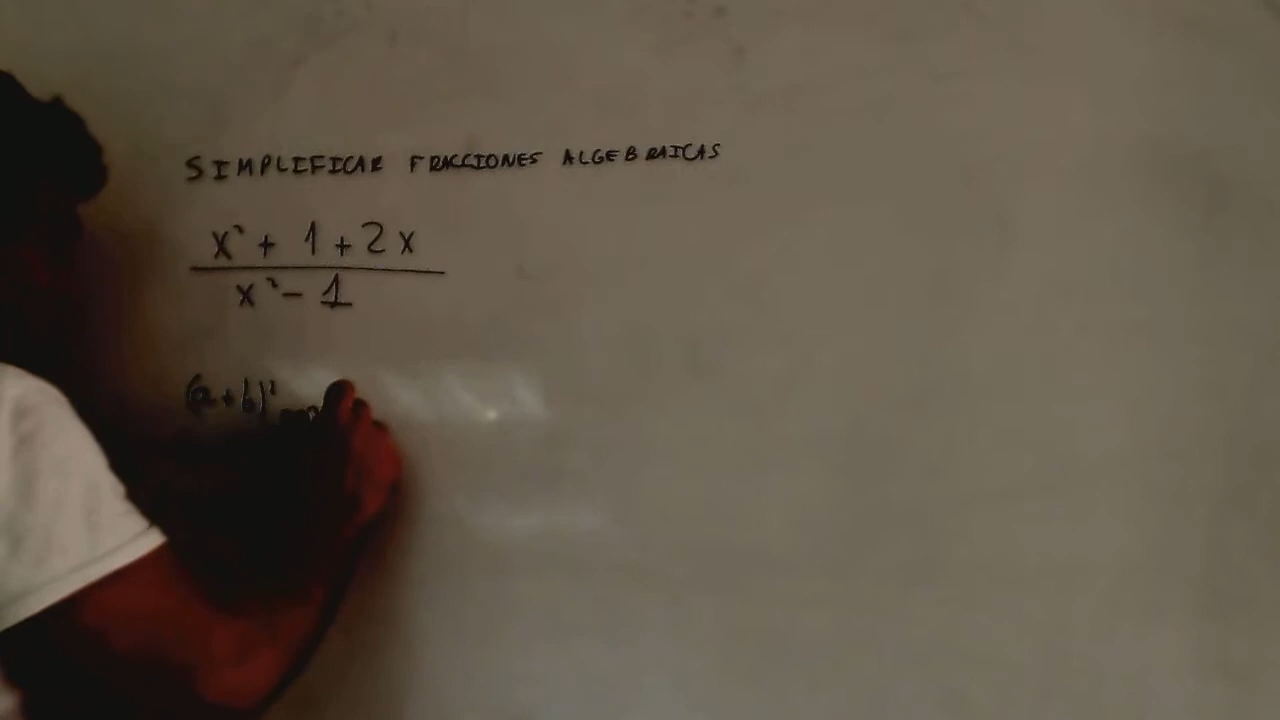 SIMPLIFICAR FRACCIONES ALGEBRAICAS
x² + 1 + 2x
x² - 1
(a + b)²